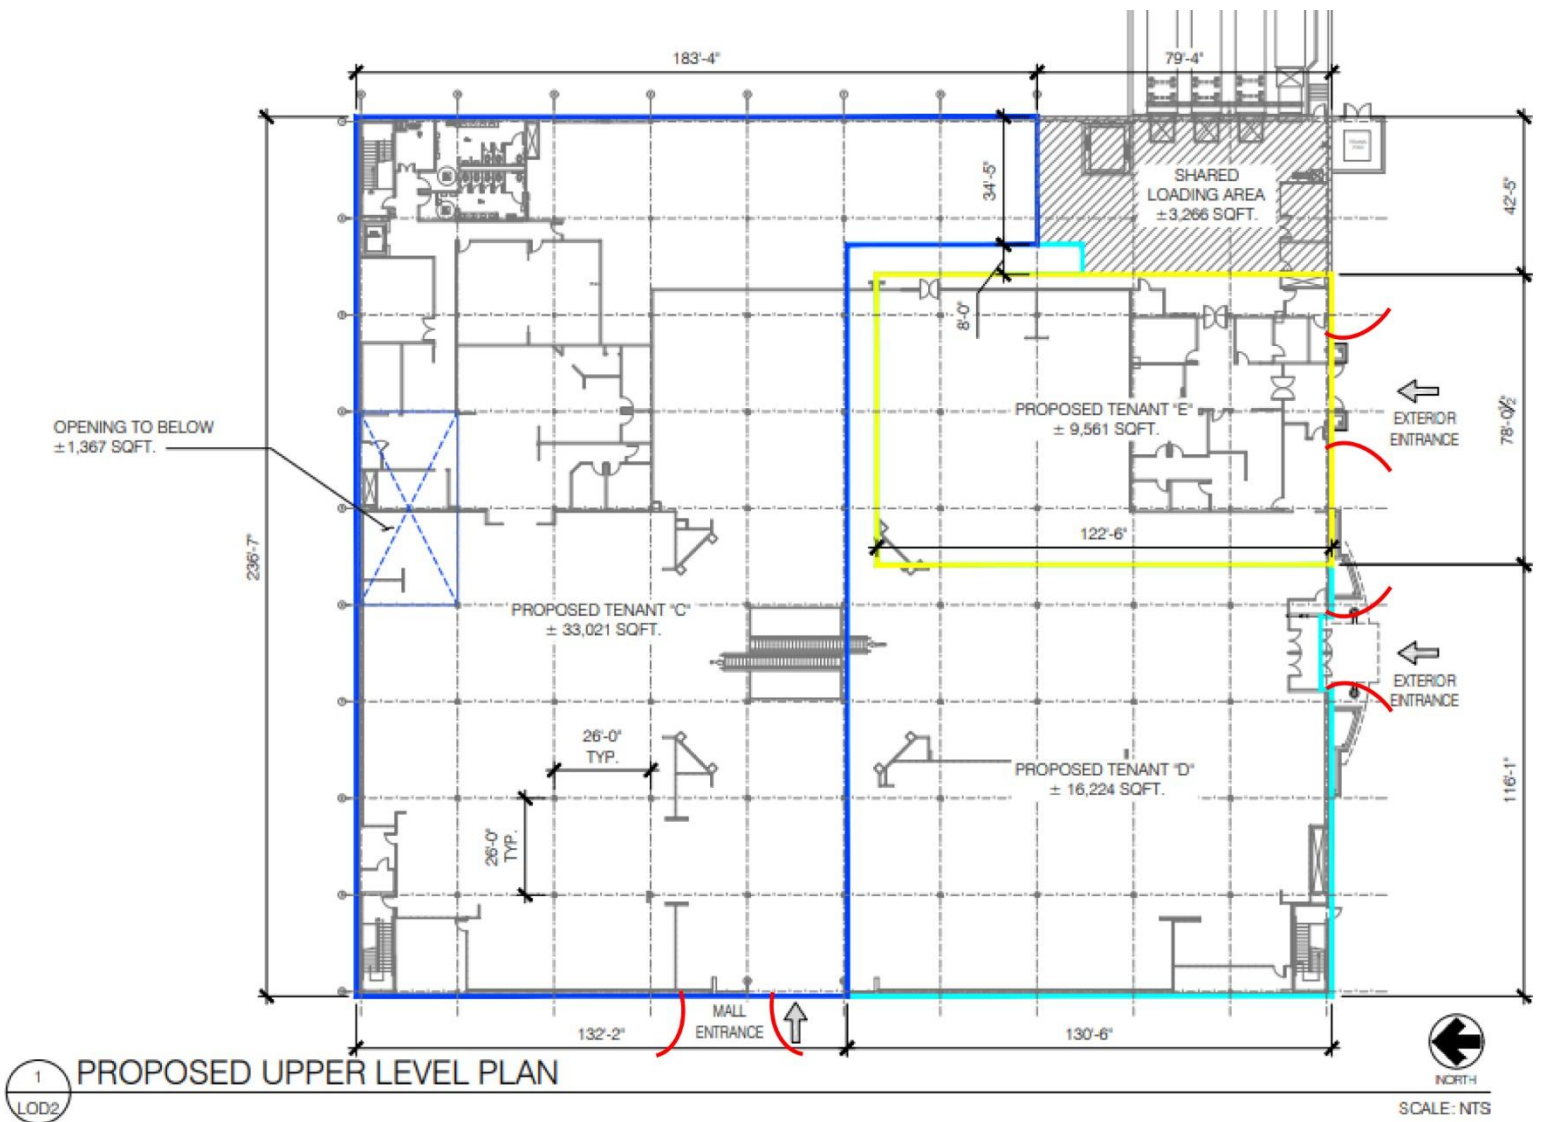 183'-4"
79'-4"
34'-5"
SHARED
LOADING AREA
±3,266 SQFT.
42'-5"
8'-0"
OPENING TO BELOW
±1,367 SQFT.
PROPOSED TENANT "E"
± 9,561 SQFT.
EXTERIOR
ENTRANCE
78'-0½"
236'-7"
122'-6"
PROPOSED TENANT "C"
± 33,021 SQFT.
EXTERIOR
ENTRANCE
26'-0"
TYP.
PROPOSED TENANT "D"
± 16,224 SQFT.
116'-1"
26'-0"
TYP.
MALL
ENTRANCE
132'-2"
130'-6"
1
LOD2
PROPOSED UPPER LEVEL PLAN
NORTH
SCALE: NTS